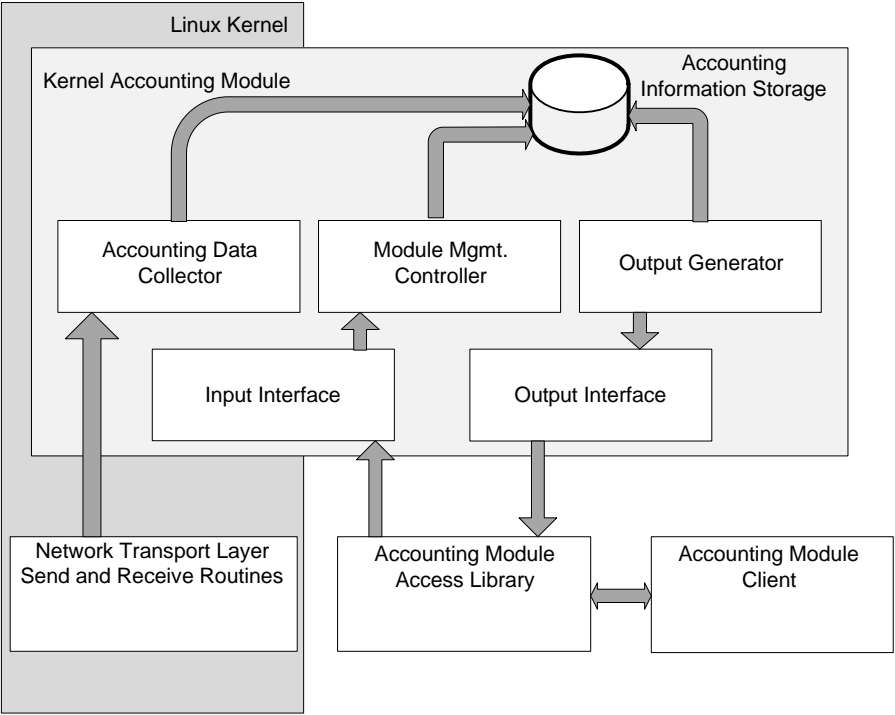 Linux Kernel
Kernel Accounting Module
Accounting
Information Storage
Accounting Data
Collector
Module Mgmt.
Controller
Output Generator
Input Interface
Output Interface
Network Transport Layer
Send and Receive Routines
Accounting Module
Access Library
Accounting Module
Client